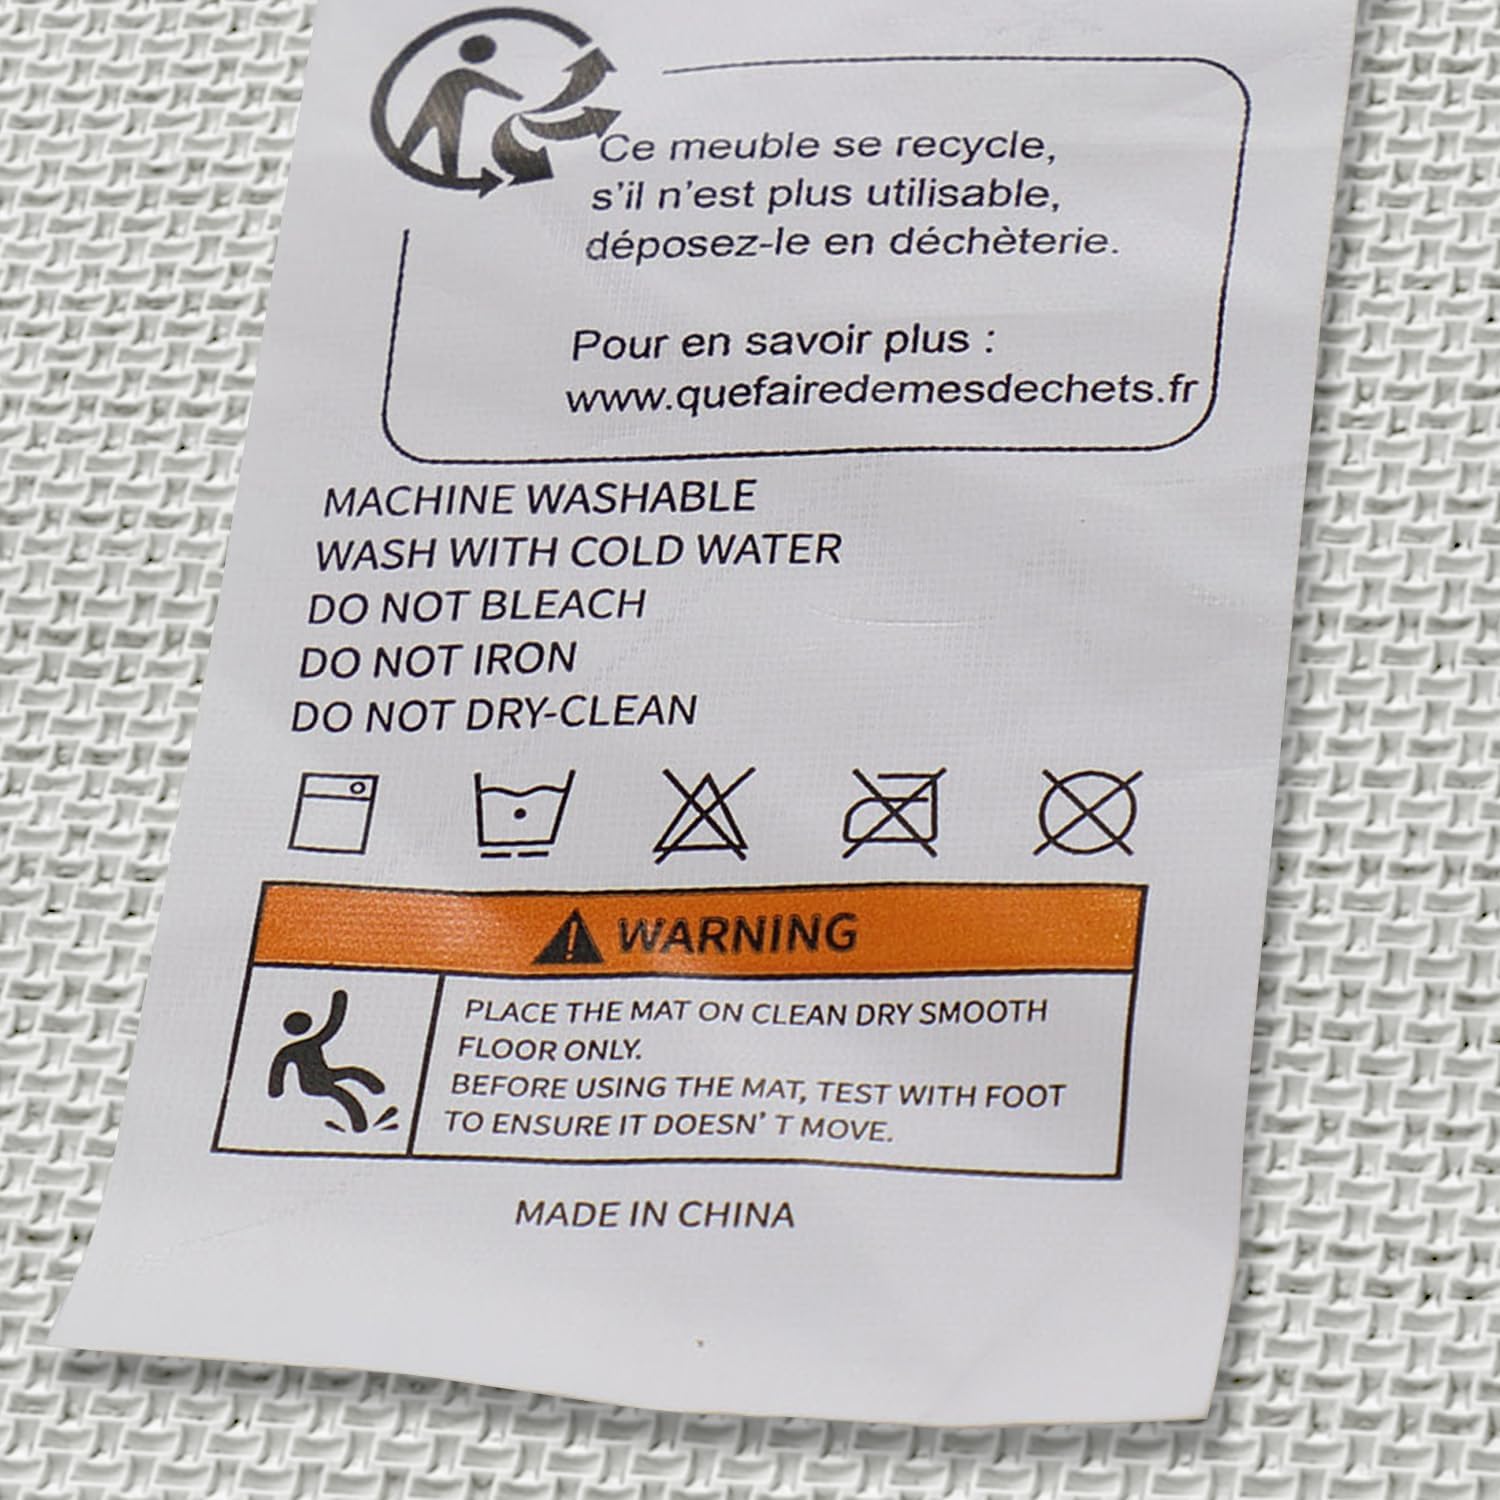 Ce meuble se recycle,
s'il n'est plus utilisable,
déposez-le en déchèterie.
Pour en savoir plus :
www.quefairedemesdechets.fr
MACHINE WASHABLE
WASH WITH COLD WATER
DO NOT BLEACH
DO NOT IRON
DO NOT DRY-CLEAN
WARNING
PLACE THE MAT ON CLEAN DRY SMOOTH
FLOOR ONLY.
BEFORE USING THE MAT, TEST WITH FOOT
TO ENSURE IT DOESN' T MOVE.
MADE IN CHINA